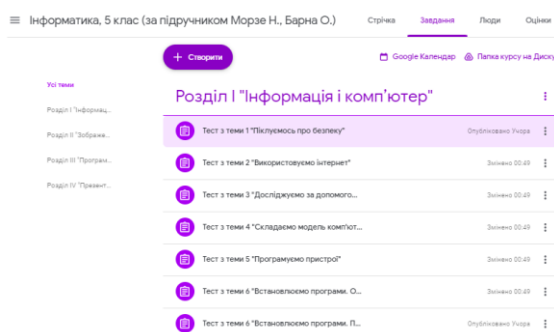 Інформатика, 5 клас (за підручником Морзе Н., Барна О.)
Стрічка
Завдання
Люди
Оцінки
Створити
Google Календар
Папка курсу на Диску
Усі теми
Розділ І "Інформац...
Розділ ІІ "Зображе...
Розділ ІІІ "Програм...
Розділ IV "Презент...
Розділ І "Інформація і комп'ютер"
Тест з теми 1 "Піклуємось про безпеку"
Опубліковано Учора
Тест з теми 2 "Використовуємо інтернет"
Змінено 00:49
Тест з теми 3 "Досліджуємо за допомого...
Змінено 00:49
Тест з теми 4 "Складаємо модель комп'ют...
Змінено 00:49
Тест з теми 5 "Програмуємо пристрої"
Змінено 00:49
Тест з теми 6 "Встановлюємо програми. О...
Змінено 00:49
Тест з теми 6 "Встановлюємо програми. П...
Опубліковано Учора